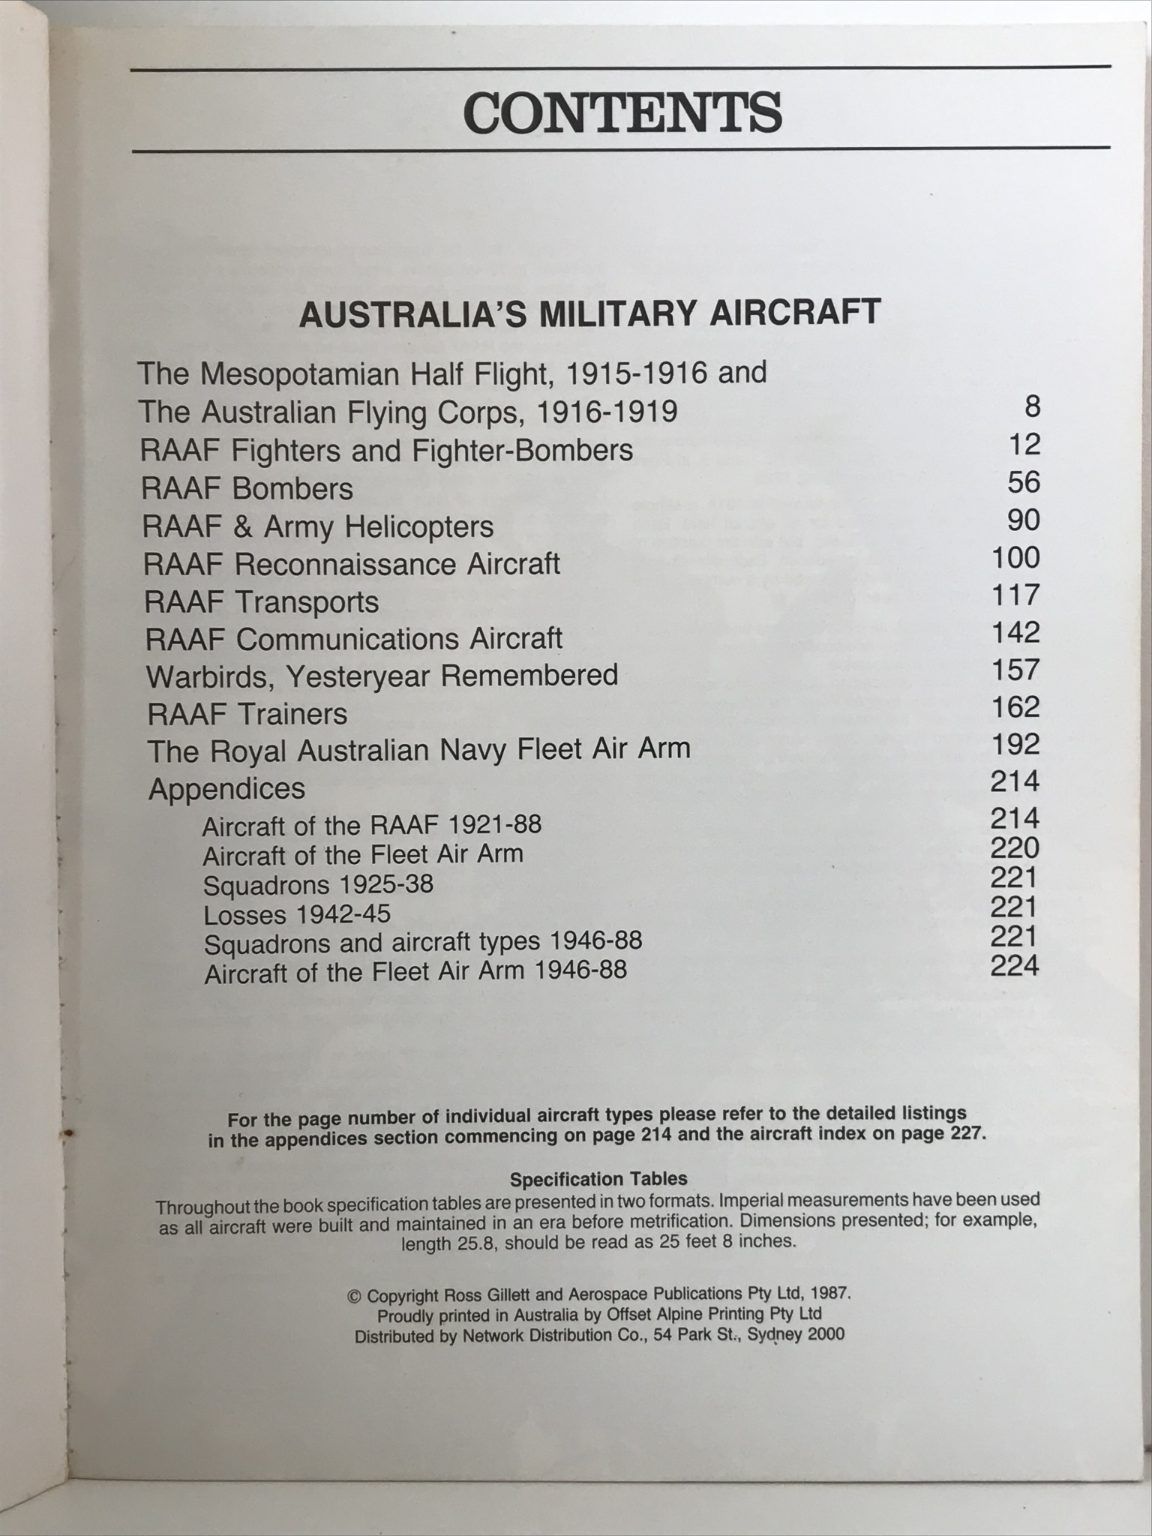 CONTENTS
AUSTRALIA'S MILITARY AIRCRAFT
The Mesopotamian Half Flight, 1915-1916 and
The Australian Flying Corps, 1916-1919 8
RAAF Fighters and Fighter-Bombers 12
RAAF Bombers 56
RAAF & Army Helicopters 90
RAAF Reconnaissance Aircraft 100
RAAF Transports 117
RAAF Communications Aircraft 142
Warbirds, Yesteryear Remembered 157
RAAF Trainers 162
The Royal Australian Navy Fleet Air Arm 192
Appendices 214
Aircraft of the RAAF 1921-88 214
Aircraft of the Fleet Air Arm 220
Squadrons 1925-38 221
Losses 1942-45 221
Squadrons and aircraft types 1946-88 221
Aircraft of the Fleet Air Arm 1946-88 224
For the page number of individual aircraft types please refer to the detailed listings
in the appendices section commencing on page 214 and the aircraft index on page 227.
Specification Tables
Throughout the book specification tables are presented in two formats. Imperial measurements have been used
as all aircraft were built and maintained in an era before metrification. Dimensions presented; for example,
length 25.8, should be read as 25 feet 8 inches.
© Copyright Ross Gillett and Aerospace Publications Pty Ltd, 1987.
Proudly printed in Australia by Offset Alpine Printing Pty Ltd
Distributed by Network Distribution Co., 54 Park St., Sydney 2000